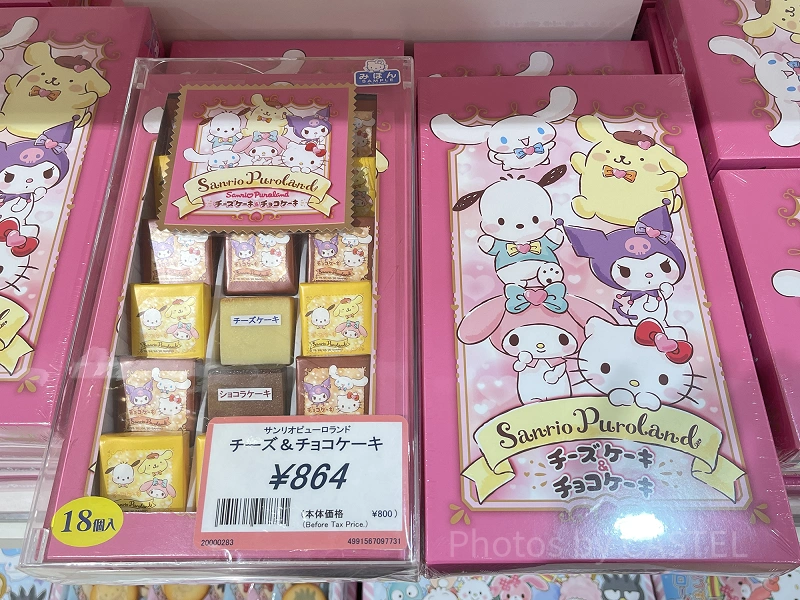 みほん
SAMPLE
Sanrio Puroland
Sanrio Puroland
チーズケーキ&チョコケーキ
チーズケーキ
ショコラケーキ
サンリオピューロランド
チーズ&チョコケーキ
¥864
(本体価格 ¥800)
(Before Tax Price.)
20000283 4991567097731
18個入
Sanrio Puroland
チーズケーキ
&
チョコケーキ